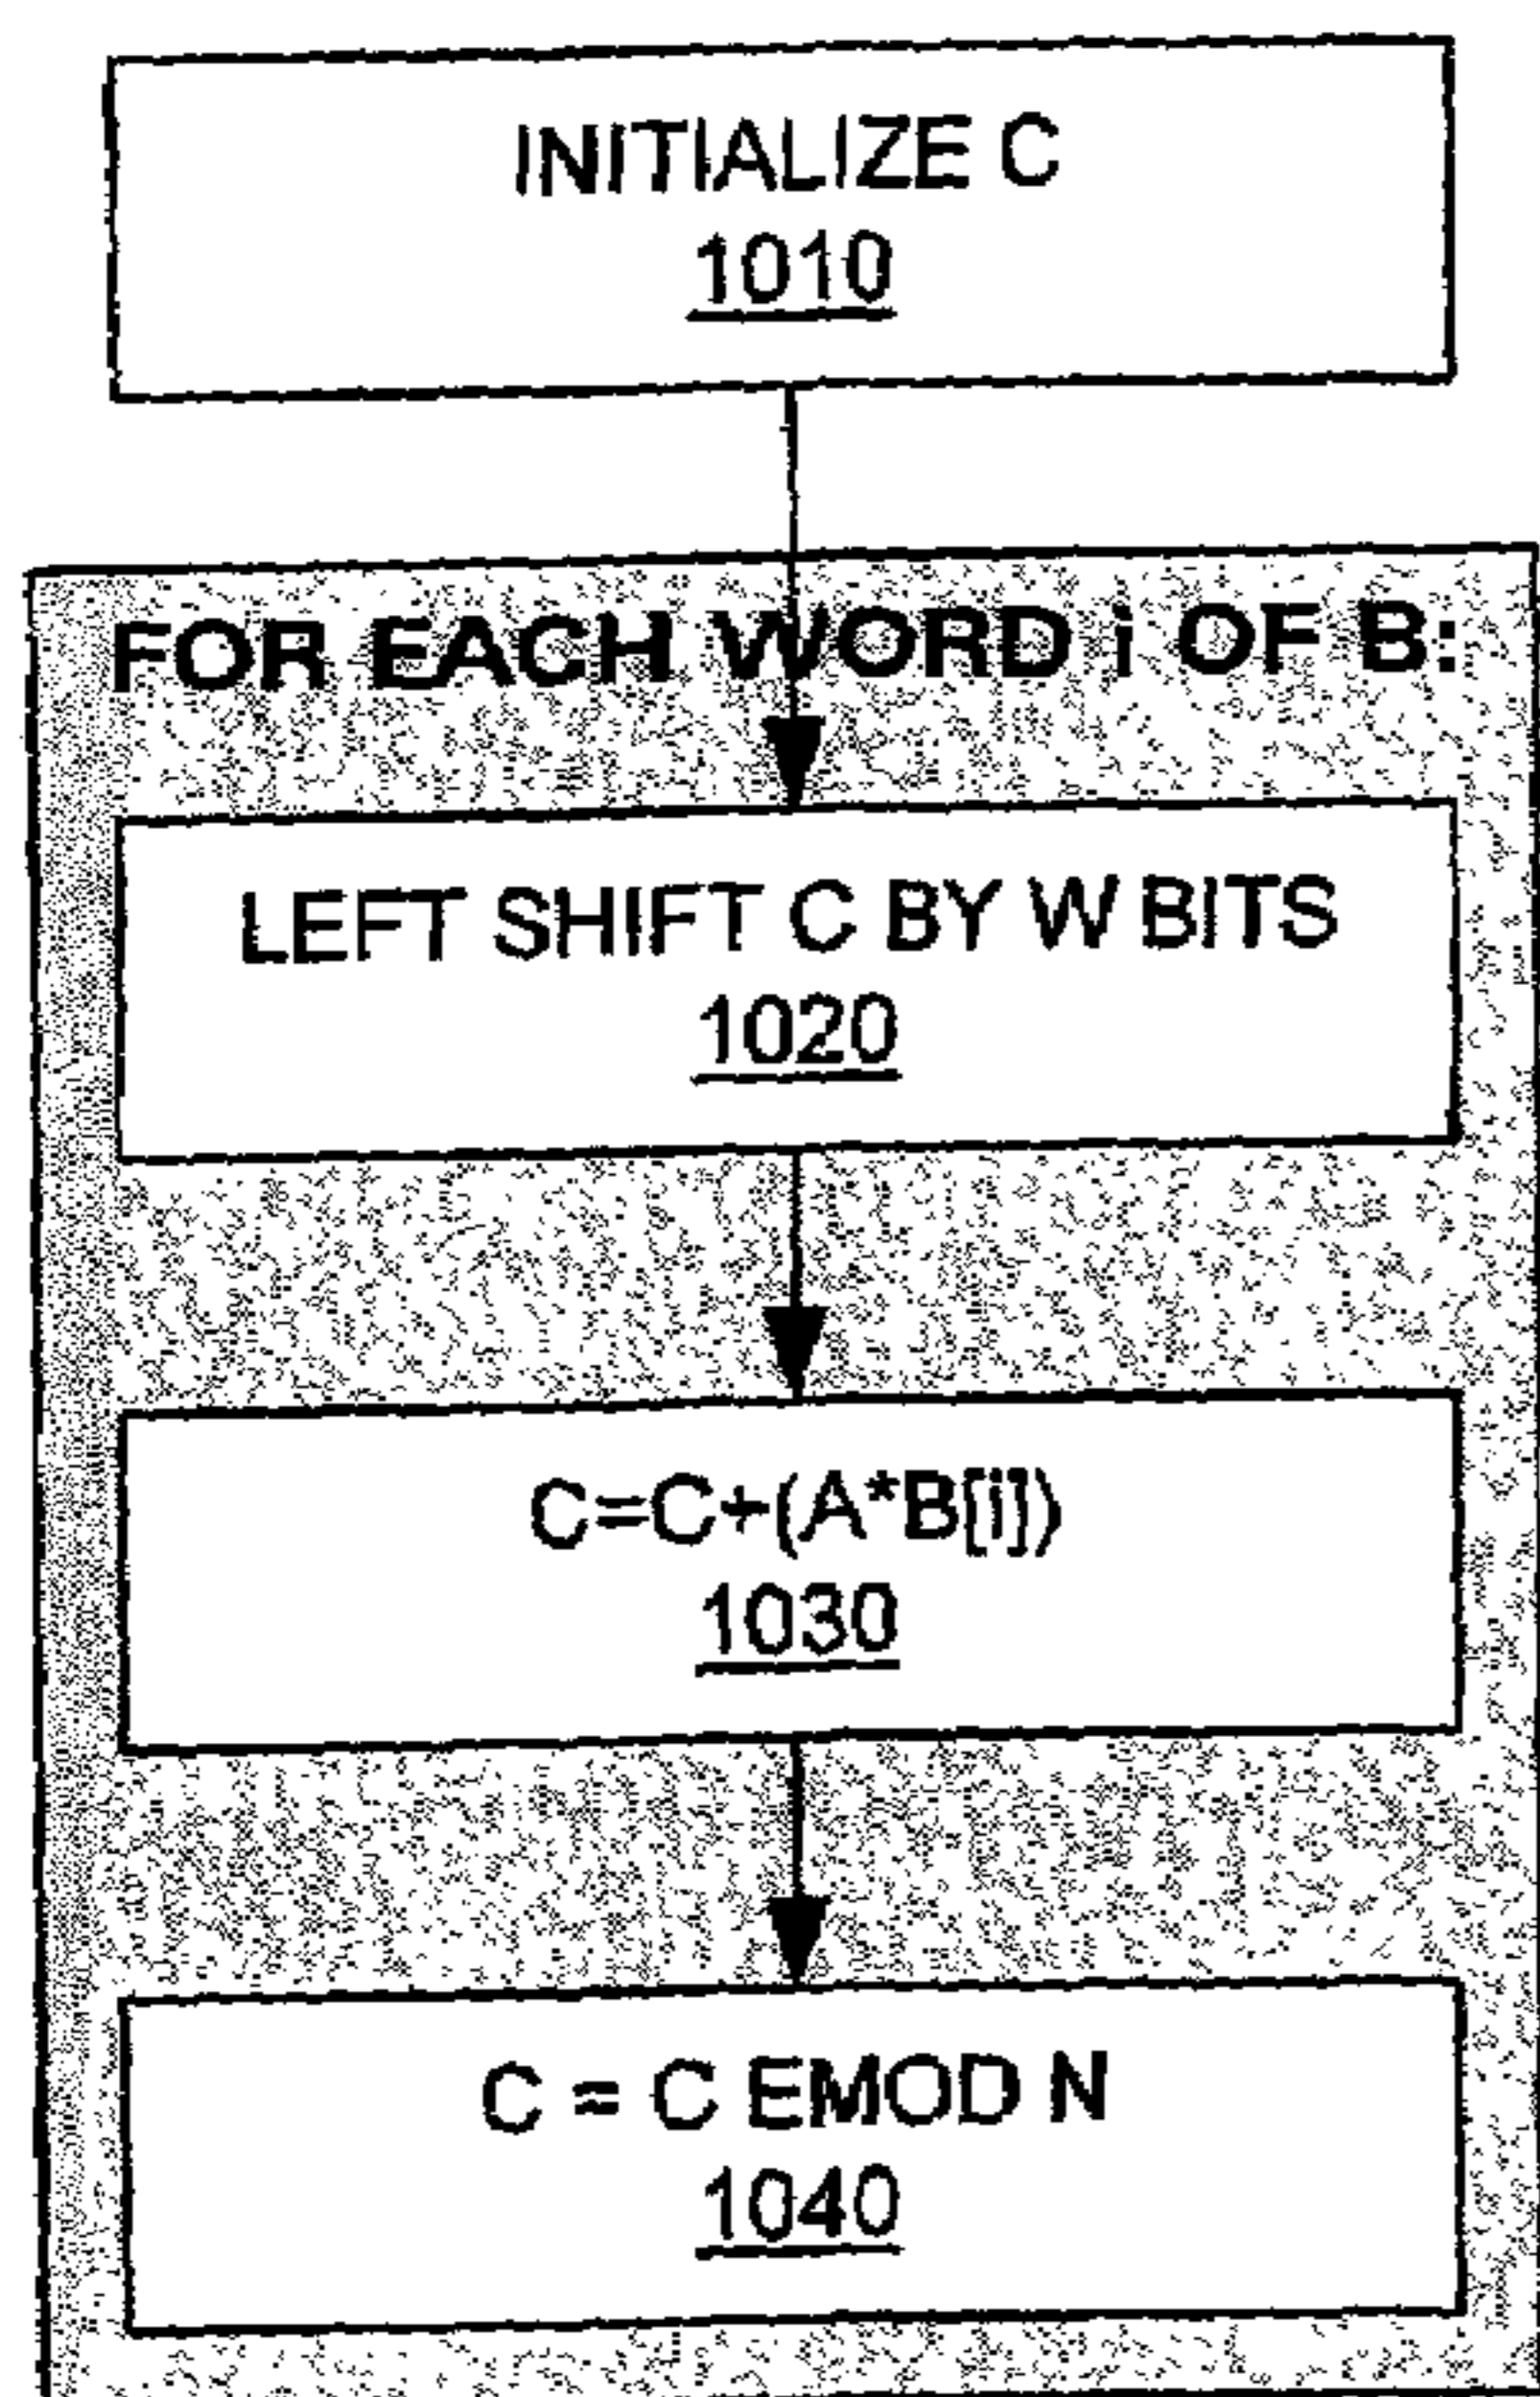 INITIALIZE C
1010
FOR EACH WORD i OF B:
LEFT SHIFT C BY W BITS
1020
C=C+(A*B[i])
1030
C = C EMOD N
1040